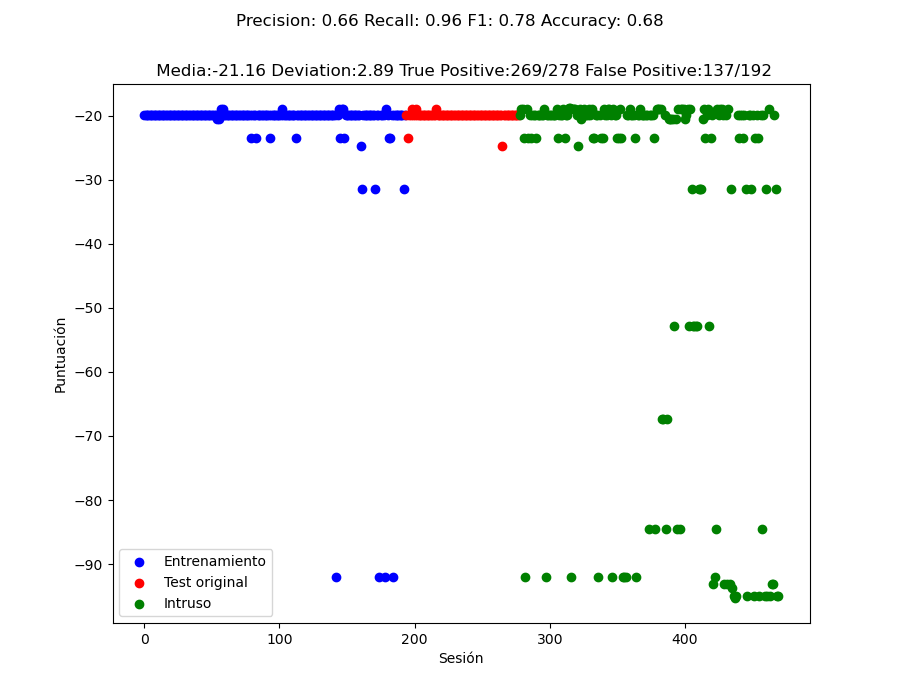 Precision: 0.66 Recall: 0.96 F1: 0.78 Accuracy: 0.68
Media:-21.16 Deviation:2.89 True Positive:269/278 False Positive:137/192
−20
−30
−40
−50
−60
−70
−80
−90
Puntuación
Entrenamiento
Test original
Intruso
0 100 200 300 400
Sesión